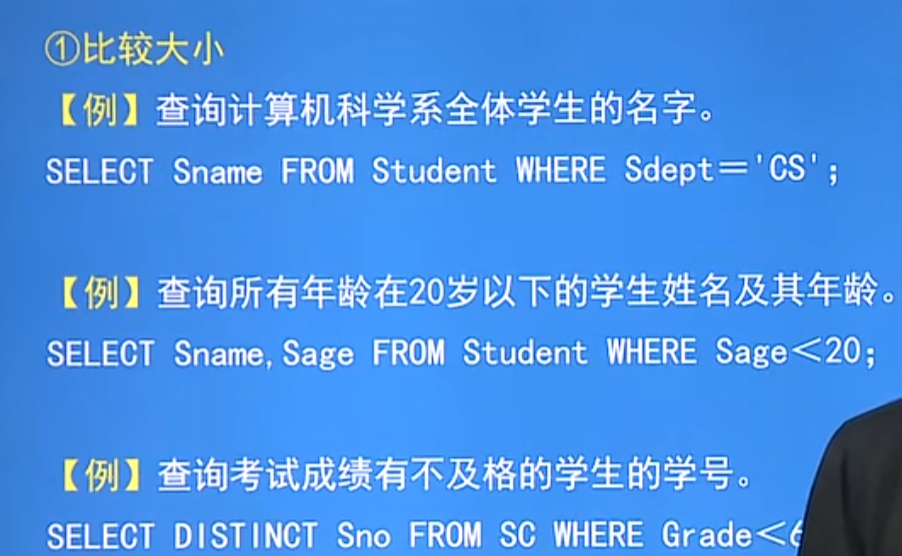 ①比较大小
【例】查询计算机科学系全体学生的名字。
SELECT Sname FROM Student WHERE Sdept＝'CS';
【例】查询所有年龄在20岁以下的学生姓名及其年龄。
SELECT Sname,Sage FROM Student WHERE Sage＜20;
【例】查询考试成绩有不及格的学生的学号。
SELECT DISTINCT Sno FROM SC WHERE Grade＜